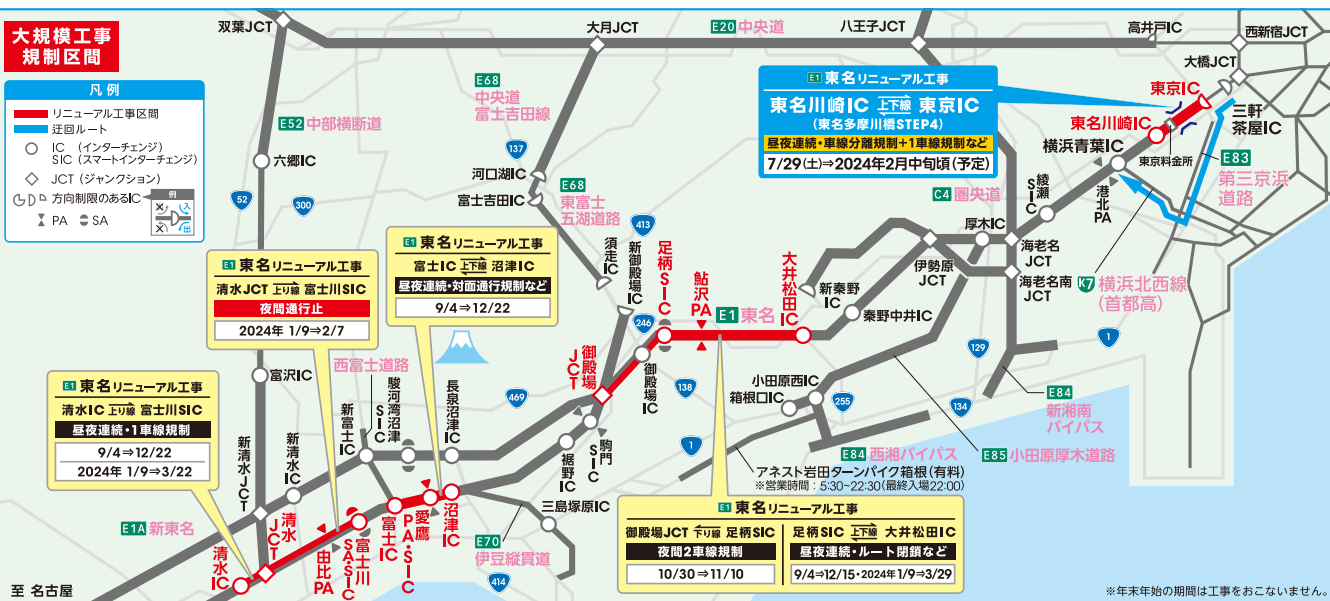 大規模工事
規制区間
凡例
リニューアル工事区間
迂回ルート
IC (インターチェンジ)
SIC (スマートインターチェンジ)
JCT (ジャンクション)
方向制限のあるIC
例
入
出
PA
SA
双葉JCT
大月JCT
E20 中央道
八王子JCT
高井戸IC
西新宿JCT
大橋JCT
東京IC
三軒
茶屋IC
東名川崎IC
東京料金所
横浜青葉IC
港北PA
E83
第三京浜
道路
E1 東名リニューアル工事
東名川崎IC 上下線 東京IC
(東名多摩川橋STEP4)
昼夜連続・車線分離規制+1車線規制など
7/29(土)⇒2024年2月中旬頃(予定)
E68
中央道
富士吉田線
E52 中部横断道
137
六郷IC
河口湖IC
富士吉田IC
E68
東富士
五湖道路
52
300
413
C4 圏央道
綾瀬
SIC
厚木IC
海老名
JCT
伊勢原
JCT
海老名南
JCT
K7 横浜北西線
(首都高)
E1 東名リニューアル工事
清水JCT 上り線 富士川SIC
夜間通行止
2024年 1/9⇒2/7
E1 東名リニューアル工事
富士IC 上下線 沼津IC
昼夜連続・対面通行規制など
9/4⇒12/22
須走IC
新御殿場IC
足柄SIC
鮎沢PA
E1 東名
大井松田IC
新秦野
IC
秦野中井IC
246
御殿場
JCT
御殿場IC
138
469
1
129
1
134
255
小田原西IC
箱根口IC
E84
新湘南
バイパス
E84 西湘バイパス
E85 小田原厚木道路
アネスト岩田ターンパイク箱根(有料)
※営業時間:5:30~22:30(最終入場22:00)
富沢IC
西富士道路
新富士IC
駿河湾沼津
SIC
長泉沼津IC
駒門
SIC
裾野IC
E1 東名リニューアル工事
清水IC 上り線 富士川SIC
昼夜連続・1車線規制
9/4⇒12/22
2024年 1/9⇒3/22
新清水JCT
新清水IC
E1A 新東名
清水
JCT
清水IC
由比PA
富士川
SA・SIC
富士IC
愛鷹
PA・SIC
沼津IC
三島塚原IC
E70
伊豆縦貫道
414
E1 東名リニューアル工事
御殿場JCT 下り線 足柄SIC
夜間2車線規制
10/30⇒11/10
足柄SIC 上下線 大井松田IC
昼夜連続・ルート閉鎖など
9/4⇒12/15・2024年1/9⇒3/29
至 名古屋
※年末年始の期間は工事をおこないません。